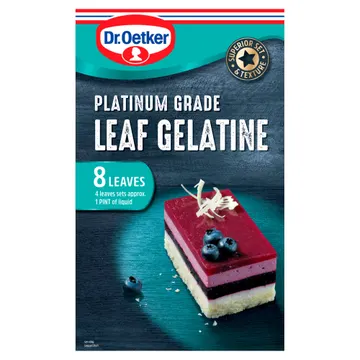 Dr.Oetker
SUPERIOR SET
& TEXTURE
PLATINUM GRADE
LEAF GELATINE
8 LEAVES
4 leaves sets approx.
1 PINT of liquid